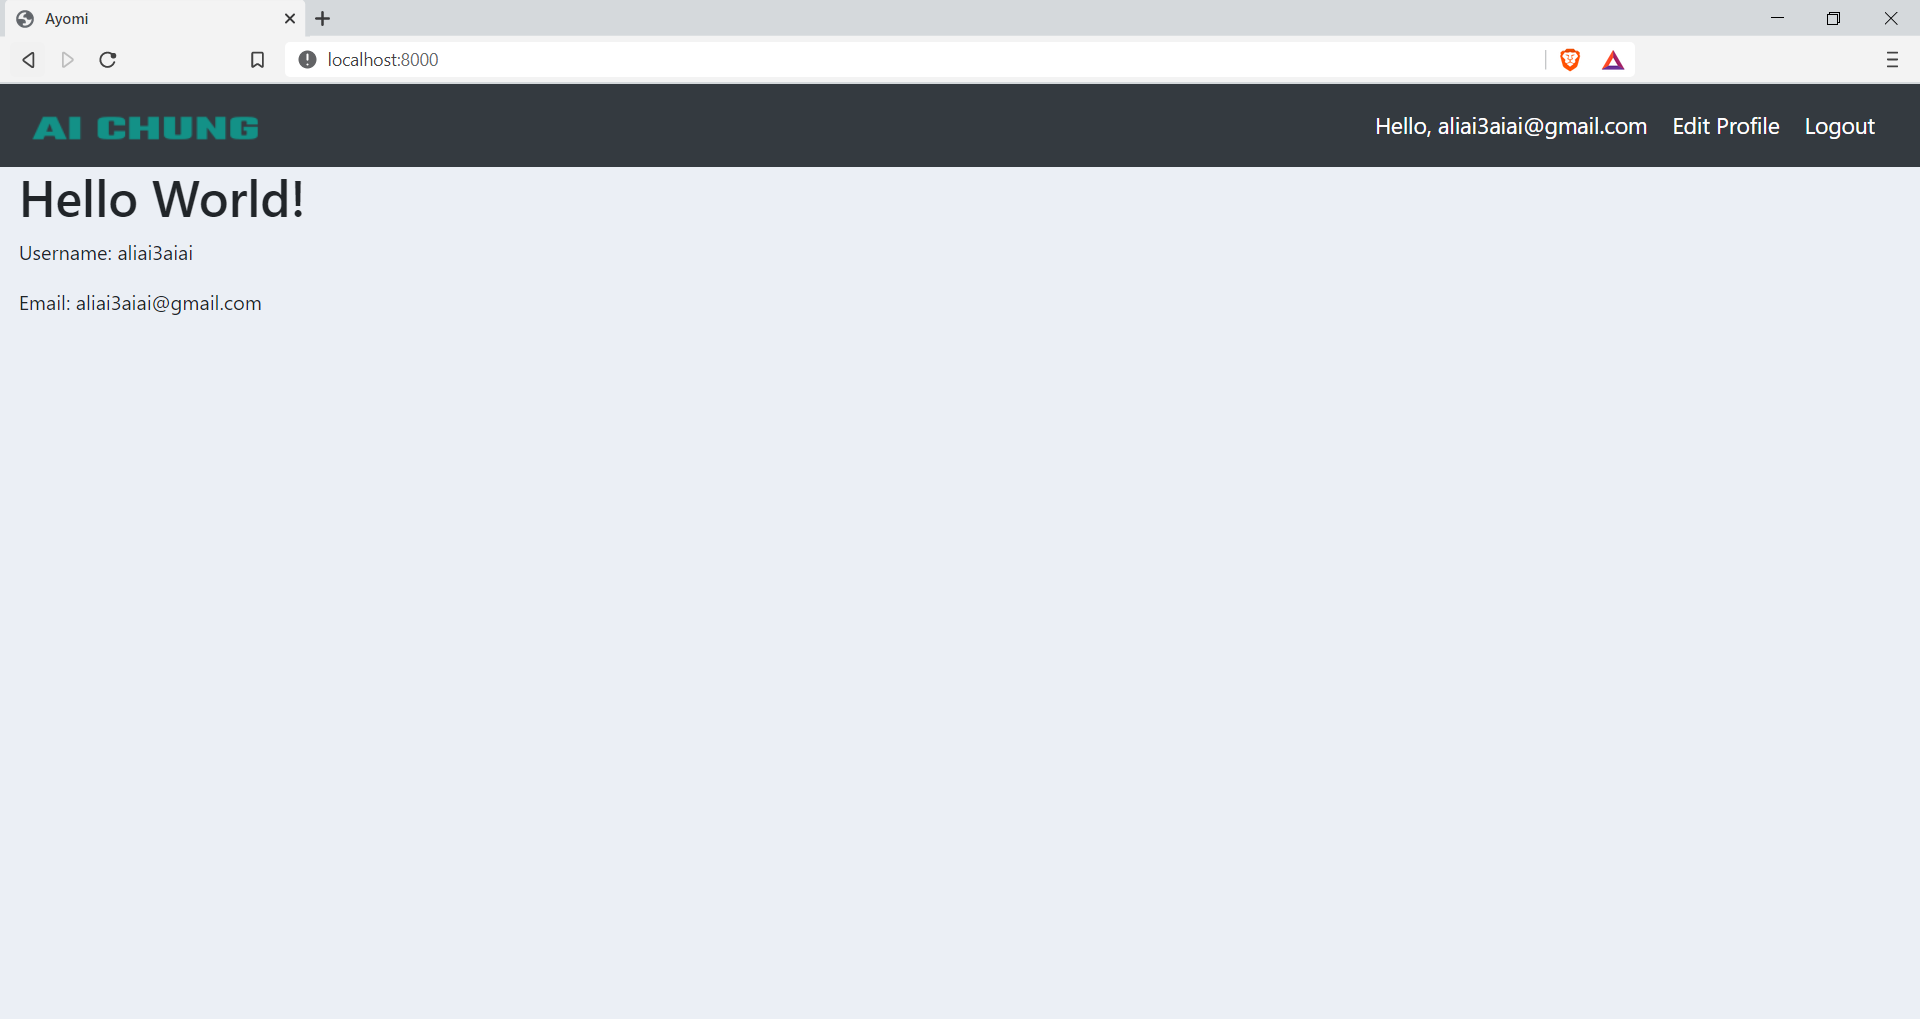 Ayomi
localhost:8000
AI CHUNG
Hello, aliai3aiai@gmail.com Edit Profile Logout
Hello World!
Username: aliai3aiai
Email: aliai3aiai@gmail.com